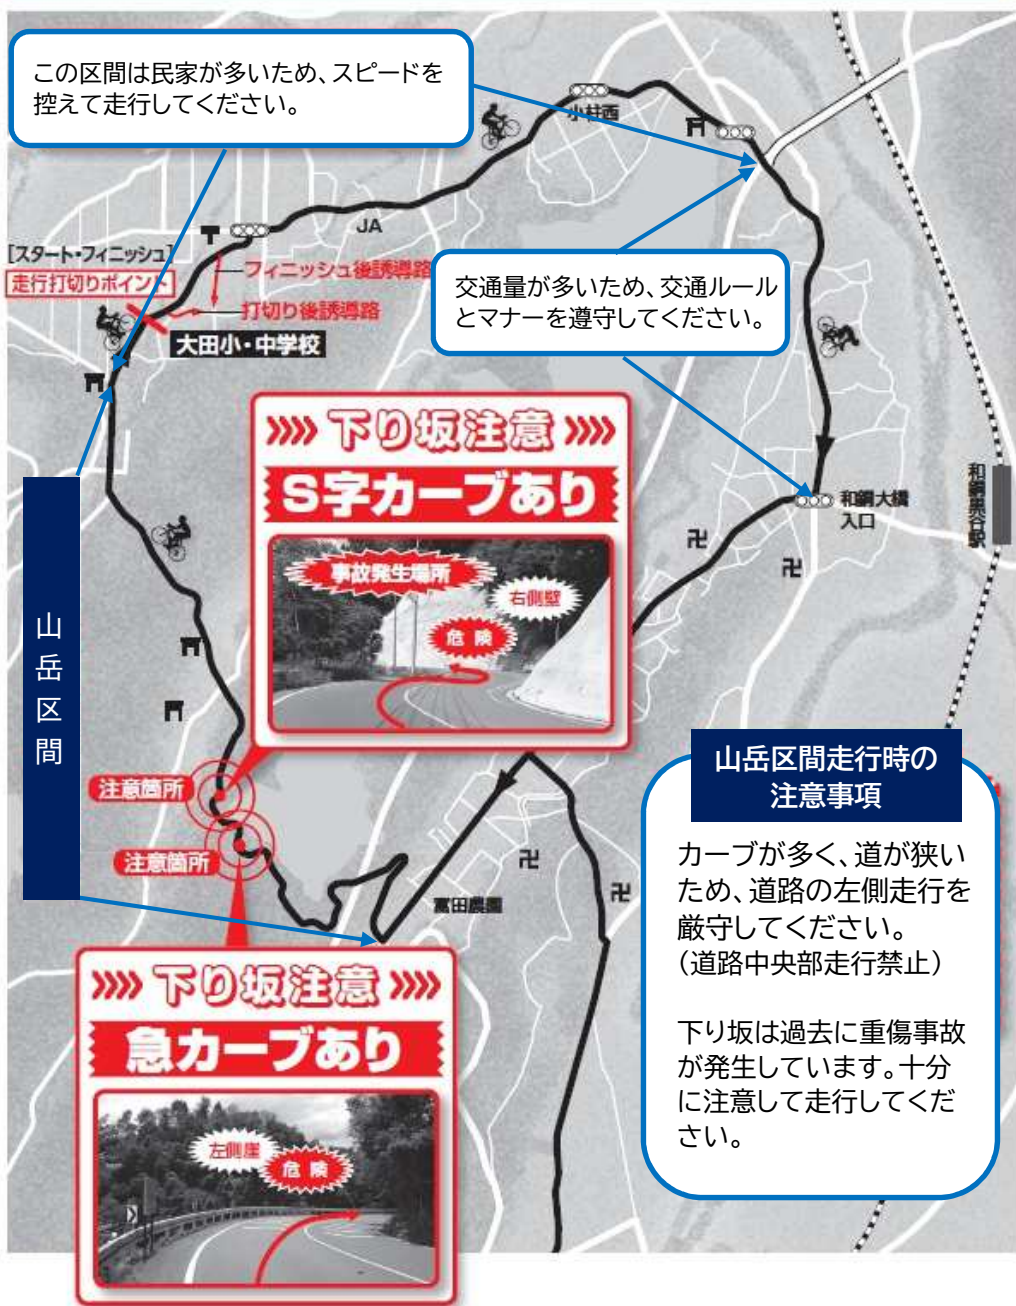 この区間は民家が多いため、スピードを
控えて走行してください。
小柱西
JA
[スタート・フィニッシュ]
走行打切りポイント
フィニッシュ後誘導路
打切り後誘導路
大田小・中学校
交通量が多いため、交通ルール
とマナーを遵守してください。
下り坂注意
S字カーブあり
事故発生場所
右側壁
危険
和銅大橋
入口
和銅黒谷駅
山岳区間
注意箇所
注意箇所
富田農園
下り坂注意
急カーブあり
左側崖
危険
山岳区間走行時の
注意事項
カーブが多く、道が狭い
ため、道路の左側走行を
厳守してください。
（道路中央部走行禁止）
下り坂は過去に重傷事故
が発生しています。十分
に注意して走行してくだ
さい。